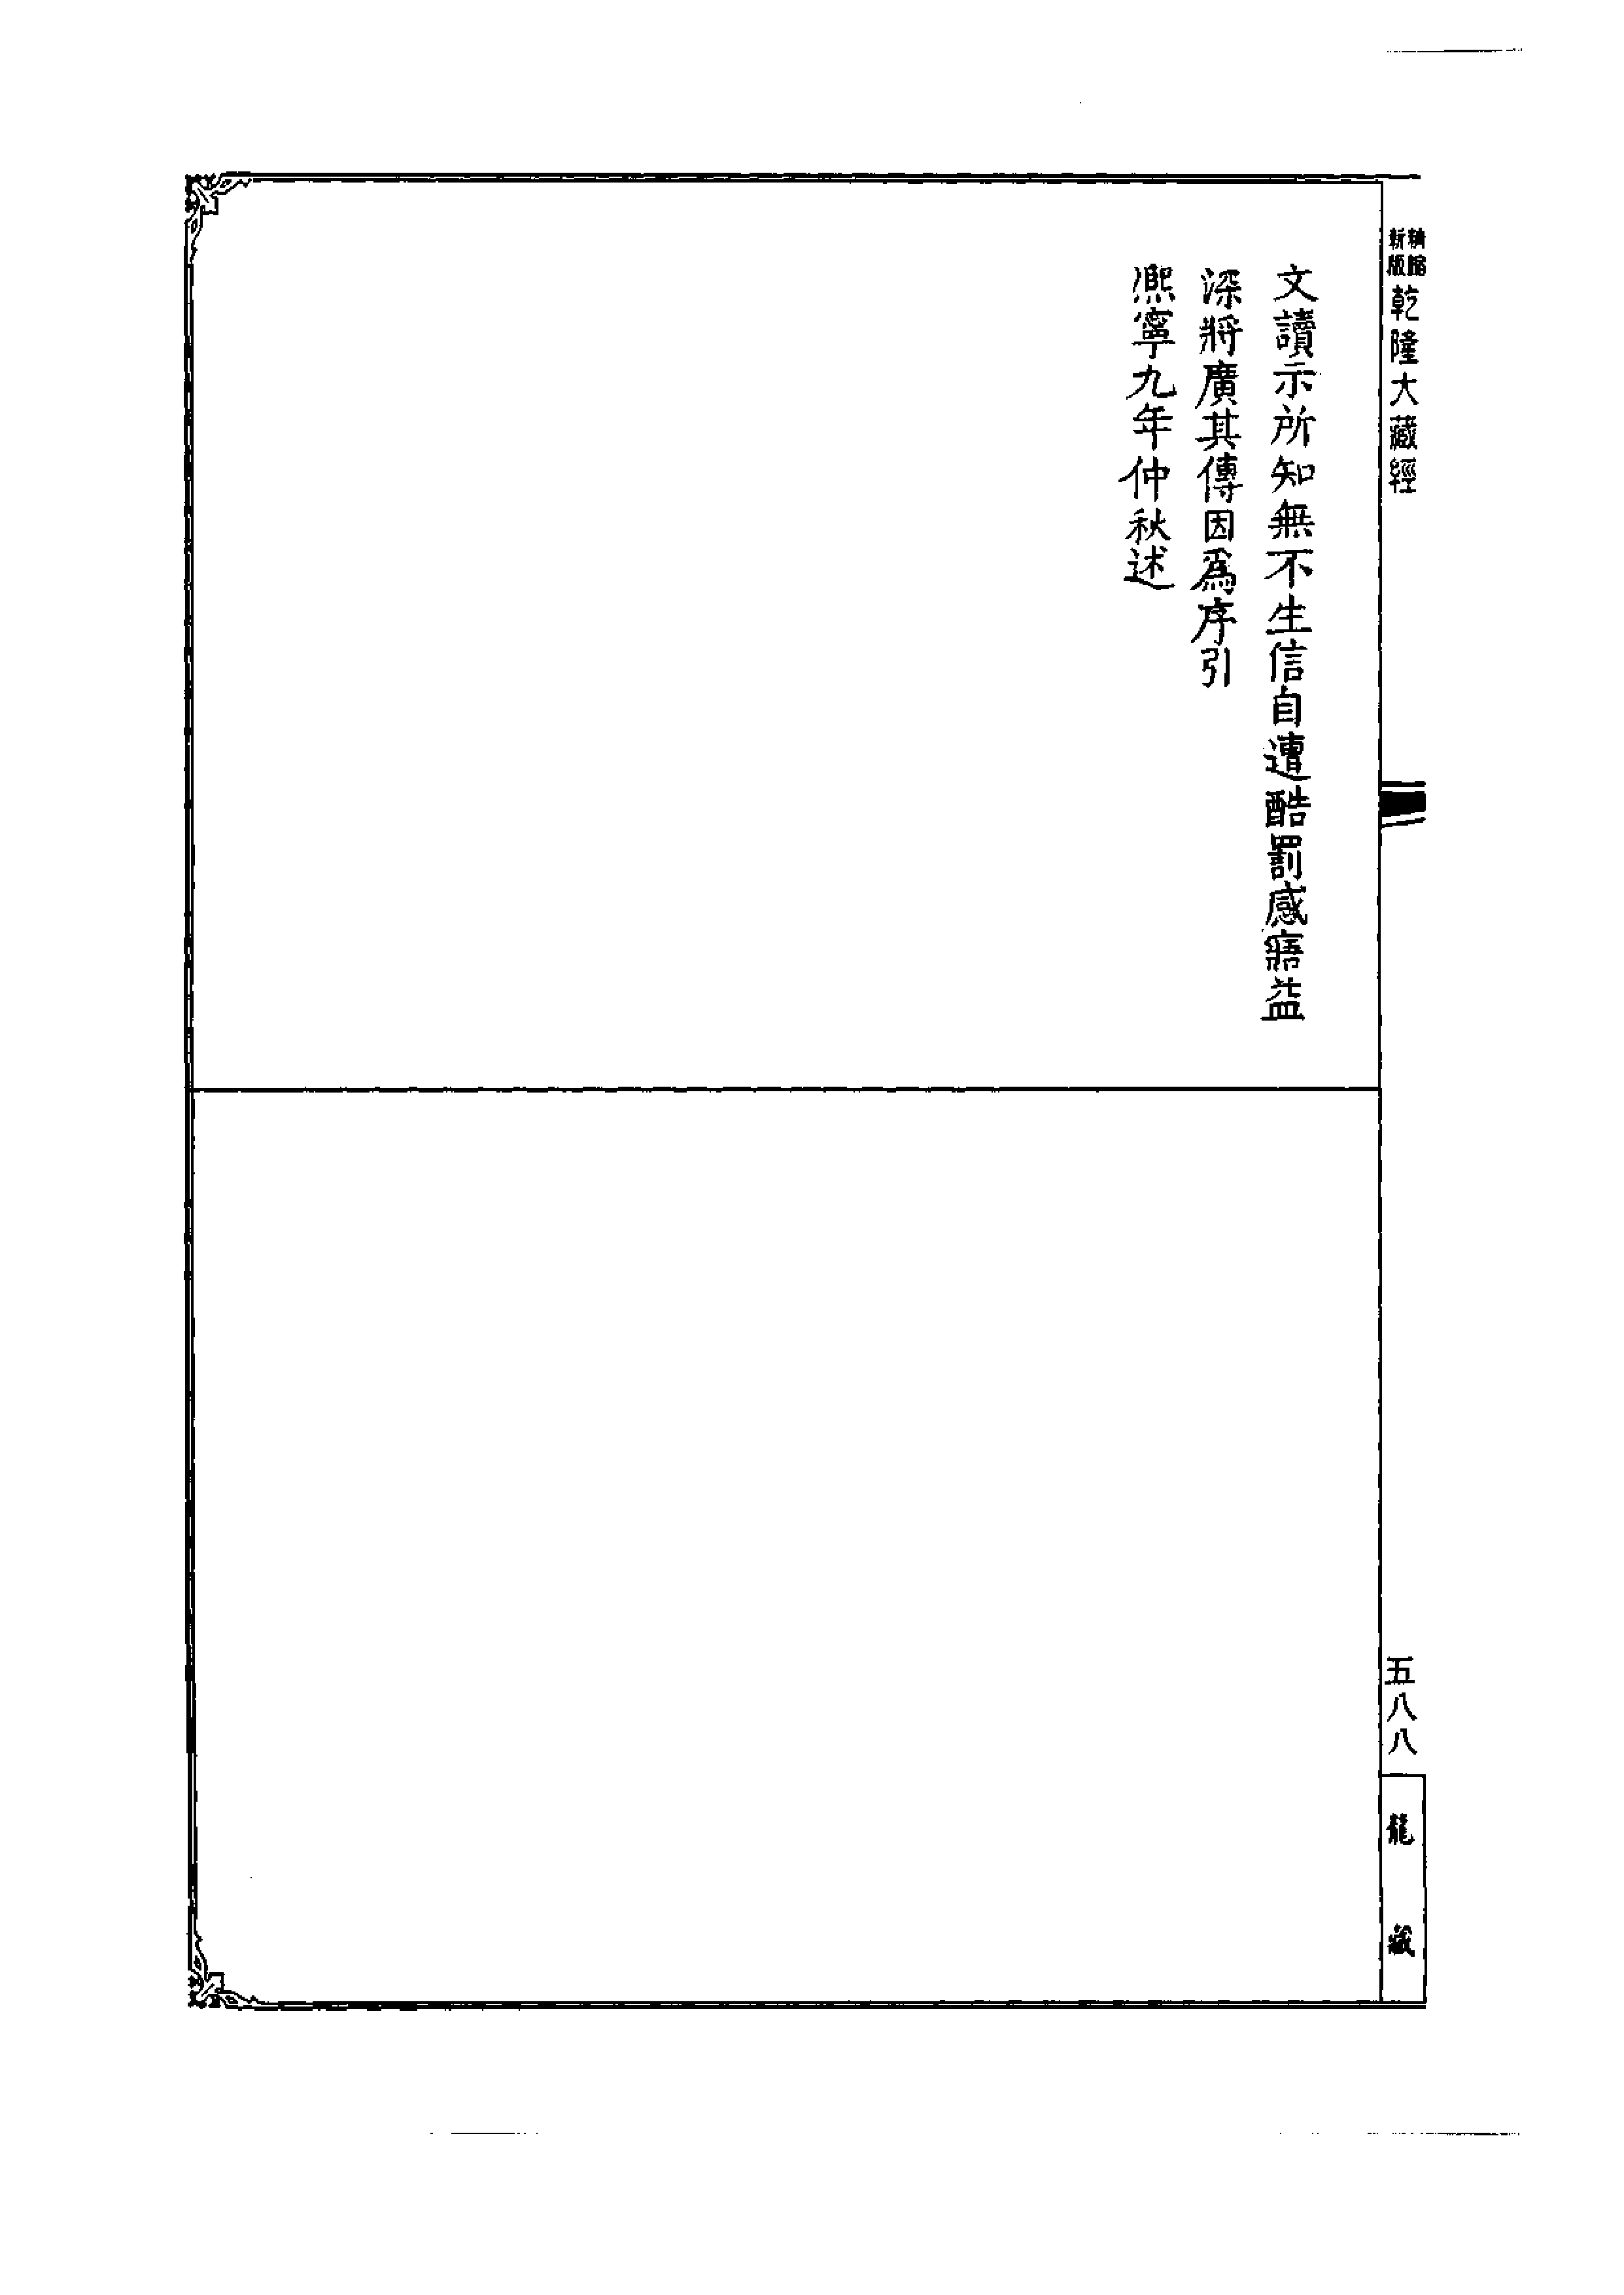 精縮新版乾隆大藏經
文讀示所知無不生信自遭酷罰感寤益
深將廣其傳因爲序引
熈寧九年仲秋述
五八八
龍藏